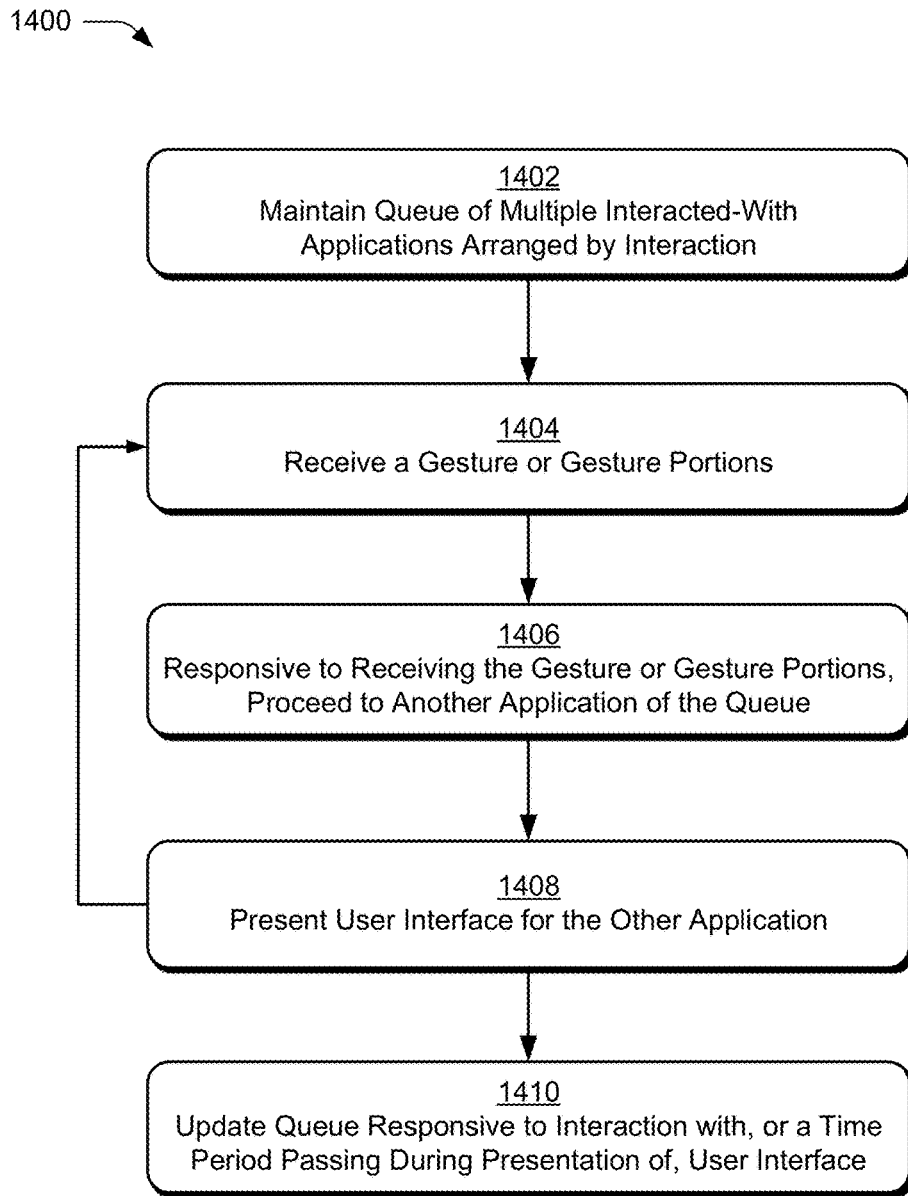 1400
1402
Maintain Queue of Multiple Interacted-With
Applications Arranged by Interaction
1404
Receive a Gesture or Gesture Portions
1406
Responsive to Receiving the Gesture or Gesture Portions,
Proceed to Another Application of the Queue
1408
Present User Interface for the Other Application
1410
Update Queue Responsive to Interaction with, or a Time
Period Passing During Presentation of, User Interface